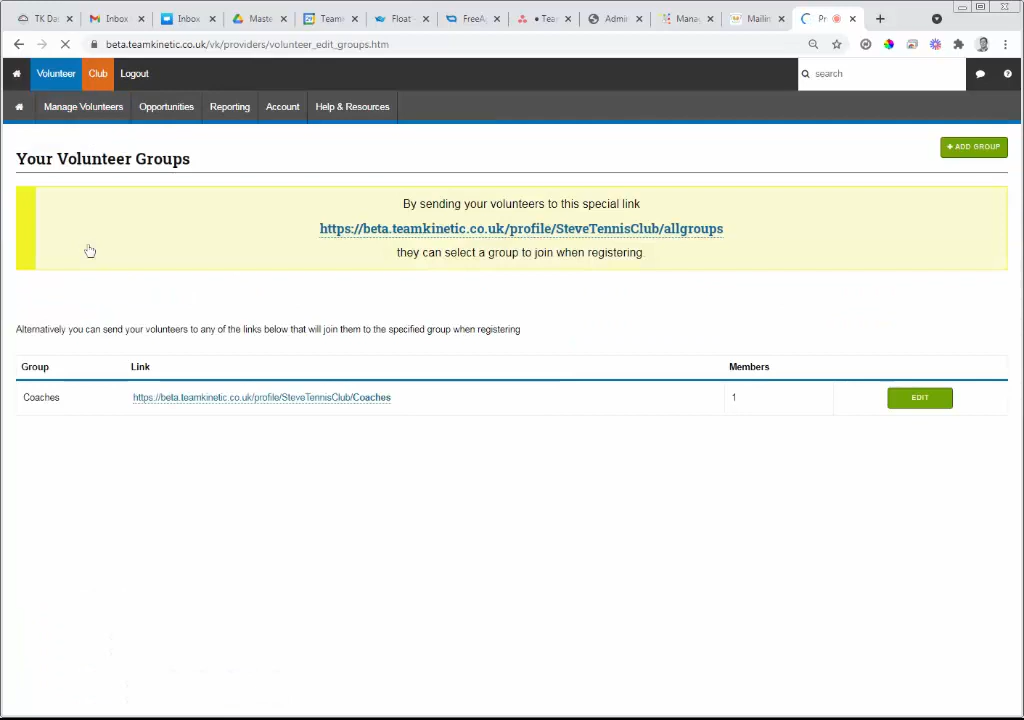 TK Da
Inbox
Inbox
Maste
Team
Float
FreeA
Tea
Admi
Mana
Mailin
Pr
beta.teamkinetic.co.uk/vk/providers/volunteer_edit_groups.htm
Volunteer
Club
Logout
search
Manage Volunteers
Opportunities
Reporting
Account
Help & Resources
Your Volunteer Groups
+ ADD GROUP
By sending your volunteers to this special link
https://beta.teamkinetic.co.uk/profile/SteveTennisClub/allgroups
they can select a group to join when registering.
Alternatively you can send your volunteers to any of the links below that will join them to the specified group when registering
Group Link Members
Coaches https://beta.teamkinetic.co.uk/profile/SteveTennisClub/Coaches 1 EDIT